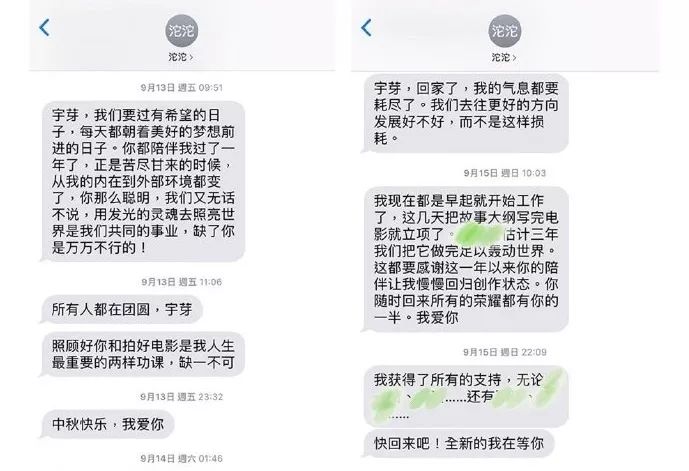 沱沱
沱沱 >
9月13日 週五 09:51
宇芽，我们要过有希望的日
子，每天都朝着美好的梦想前
进的日子。你都陪伴我过了一
年了，正是苦尽甘来的时候，
从我的内在到外部环境都变
了，你那么聪明，我们又无话
不说，用发光的灵魂去照亮世
界是我们共同的事业，缺了你
是万万不行的！
9月13日 週五 11:06
所有人都在团圆，宇芽
照顾好你和拍好电影是我人生
最重要的两样功课，缺一不可
9月13日 週五 23:32
中秋快乐，我爱你
9月14日 週六 01:46
沱沱
沱沱 >
宇芽，回家了，我的气息都要
耗尽了。我们去往更好的方向
发展好不好，而不是这样损
耗。
9月15日 週日 10:03
我现在都是早起就开始工作
了，这几天把故事大纲写完
电影就立项了。估计三年
我们把它做完足以轰动世界。
这都要感谢这一年以来你的陪
伴让我慢慢回归创作状态。你
随时回来所有的荣耀都有你的
一半。我爱你
9月15日 週日 22:09
我获得了所有的支持，无论
、……还有、
……
快回来吧！全新的我在等你